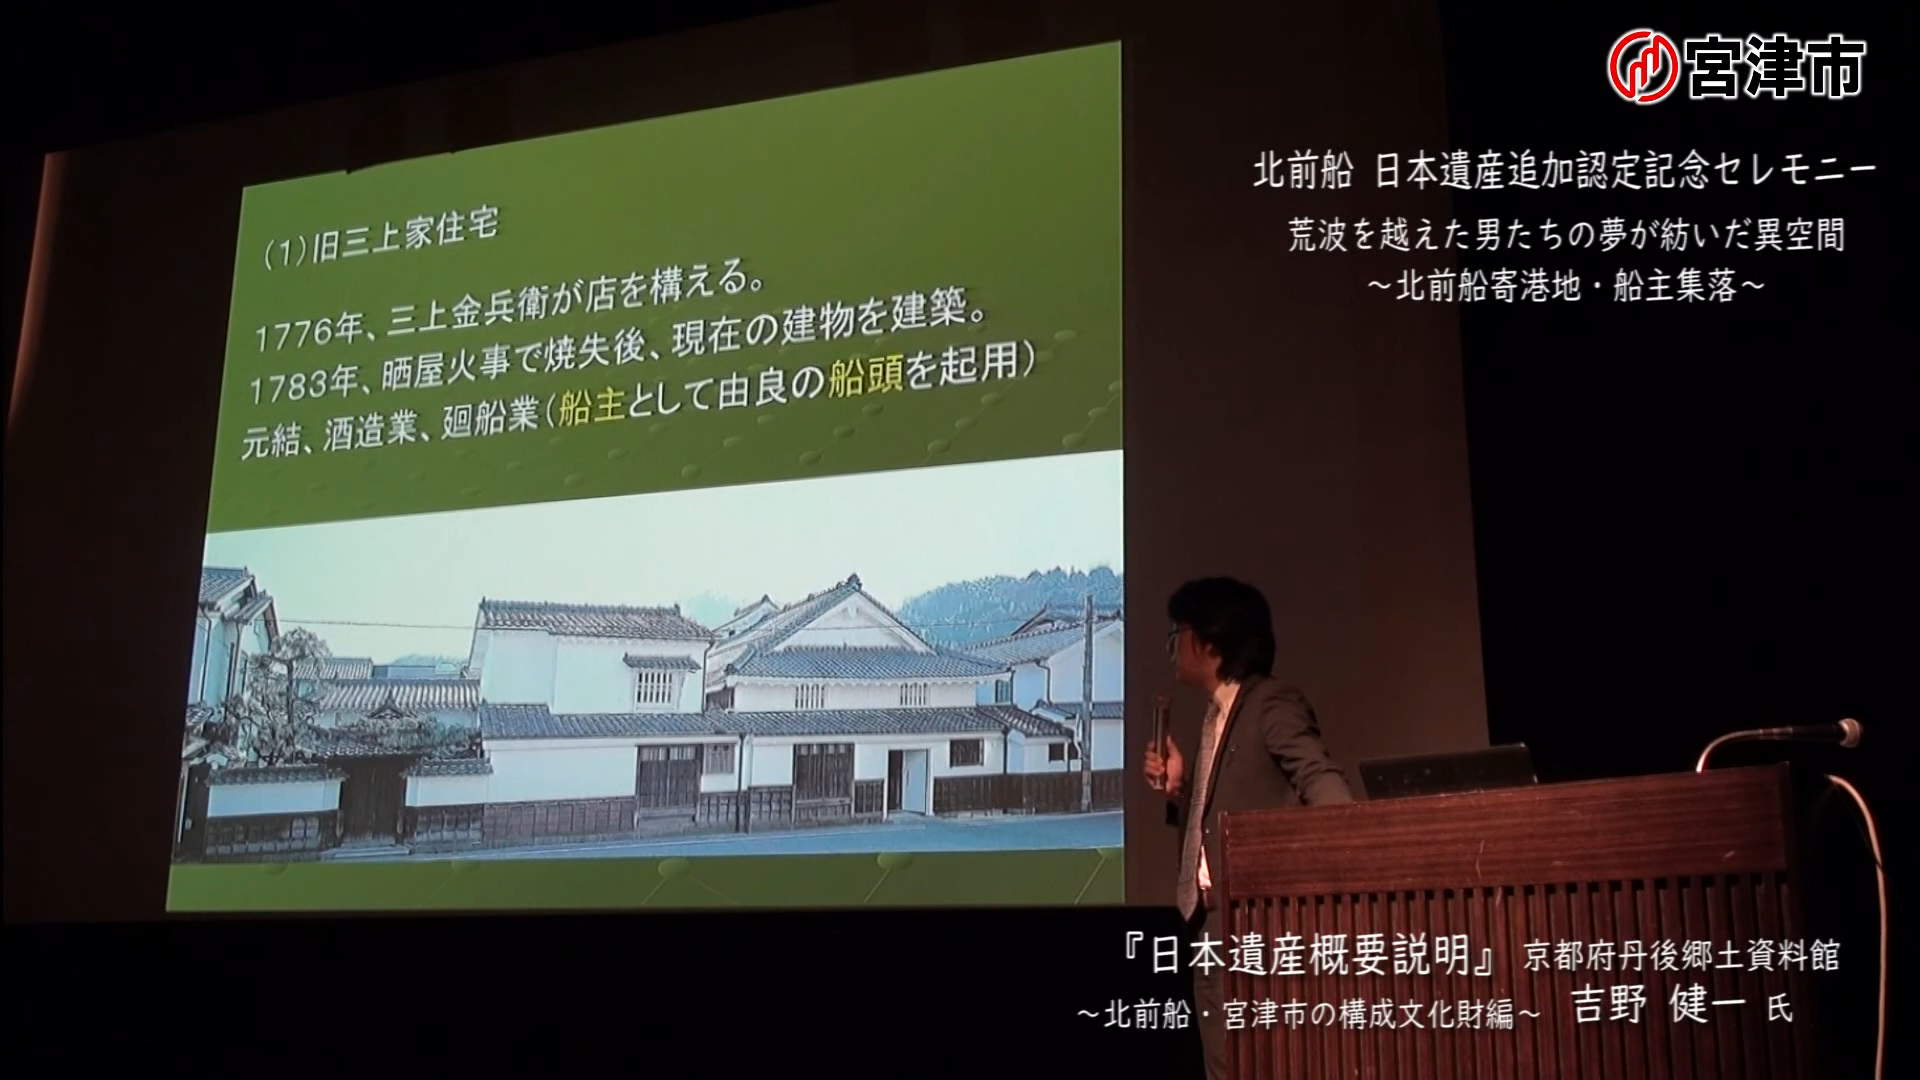 (1)旧三上家住宅
1776年、三上金兵衛が店を構える。
1783年、晒屋火事で焼失後、現在の建物を建築。
元結、酒造業、廻船業(船主として由良の船頭を起用)
宮津市
北前船 日本遺産追加認定記念セレモニー
荒波を越えた男たちの夢が紡いだ異空間
～北前船寄港地・船主集落～
『日本遺産概要説明』 京都府丹後郷土資料館
～北前船・宮津市の構成文化財編～ 吉野 健一 氏